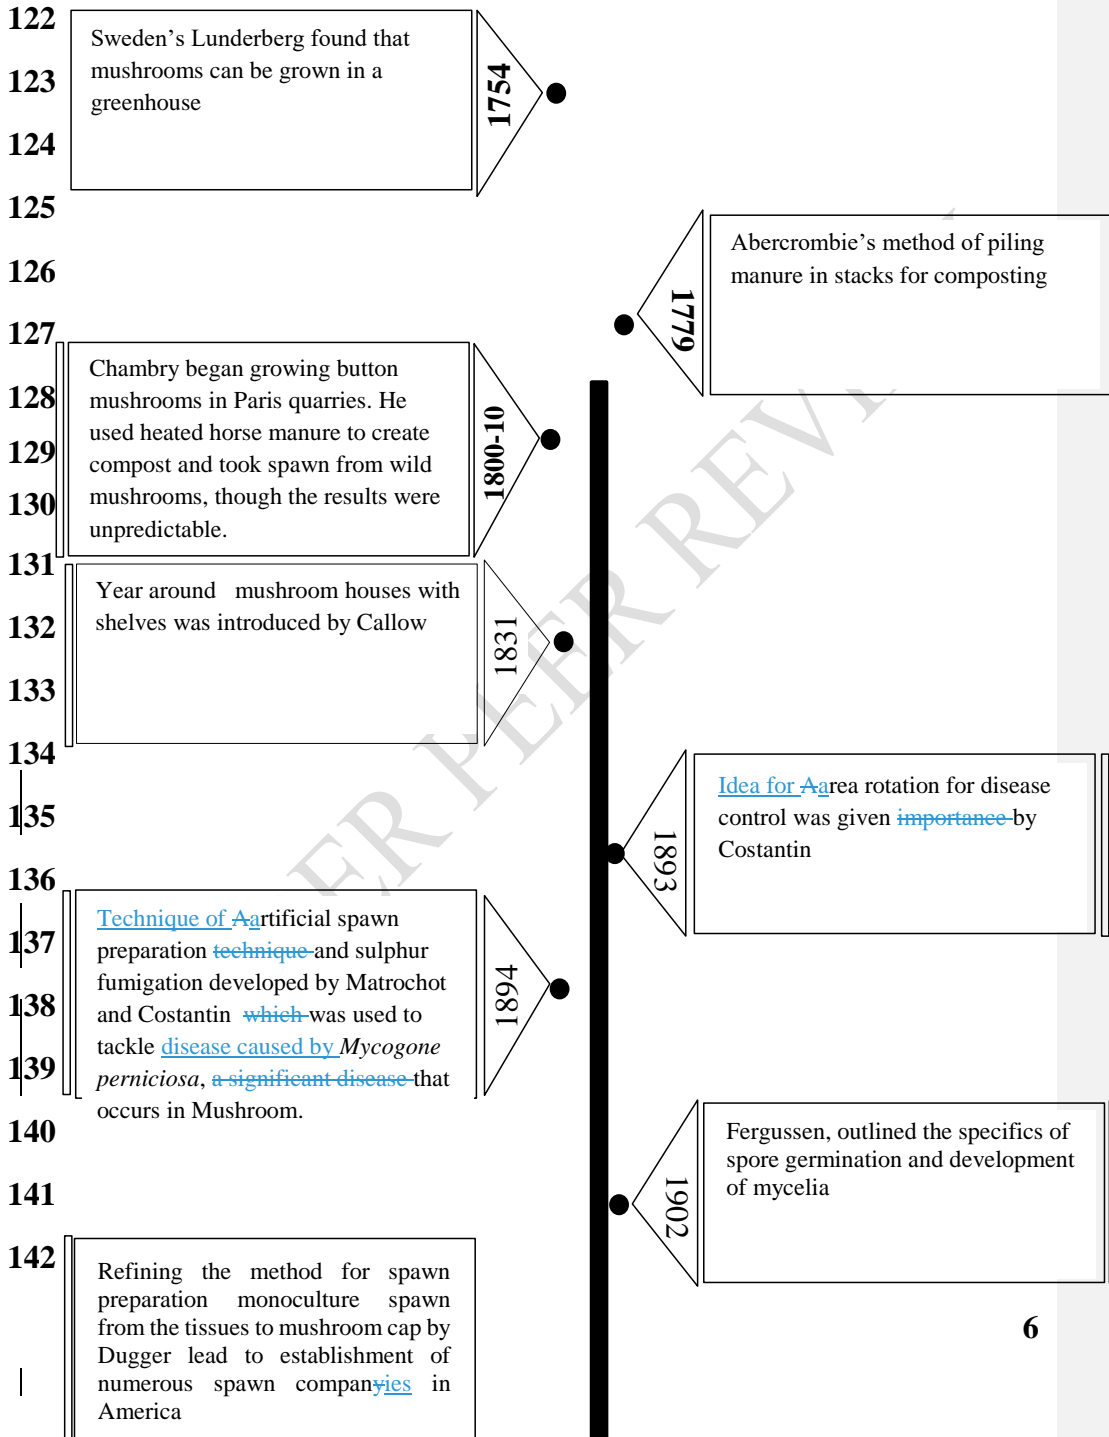 122
Sweden’s Lunderberg found that
mushrooms can be grown in a
greenhouse
1754
123
124
125
Abercrombie’s method of piling
manure in stacks for composting
1779
126
127
Chambry began growing button
mushrooms in Paris quarries. He
used heated horse manure to create
compost and took spawn from wild
mushrooms, though the results were
unpredictable.
1800-10
128
129
130
131
Year around mushroom houses with
shelves was introduced by Callow
1831
132
133
134
Idea for Aarea rotation for disease
control was given importance by
Costantin
1893
135
136
Technique of Aartificial spawn
preparation technique and sulphur
fumigation developed by Matrochot
and Costantin which was used to
tackle disease caused by Mycogone
perniciosa, a significant disease that
occurs in Mushroom.
1894
137
138
139
140
Fergussen, outlined the specifics of
spore germination and development
of mycelia
1902
141
142
Refining the method for spawn
preparation monoculture spawn
from the tissues to mushroom cap by
Dugger lead to establishment of
numerous spawn companyies in
America
6
ER PEER REV